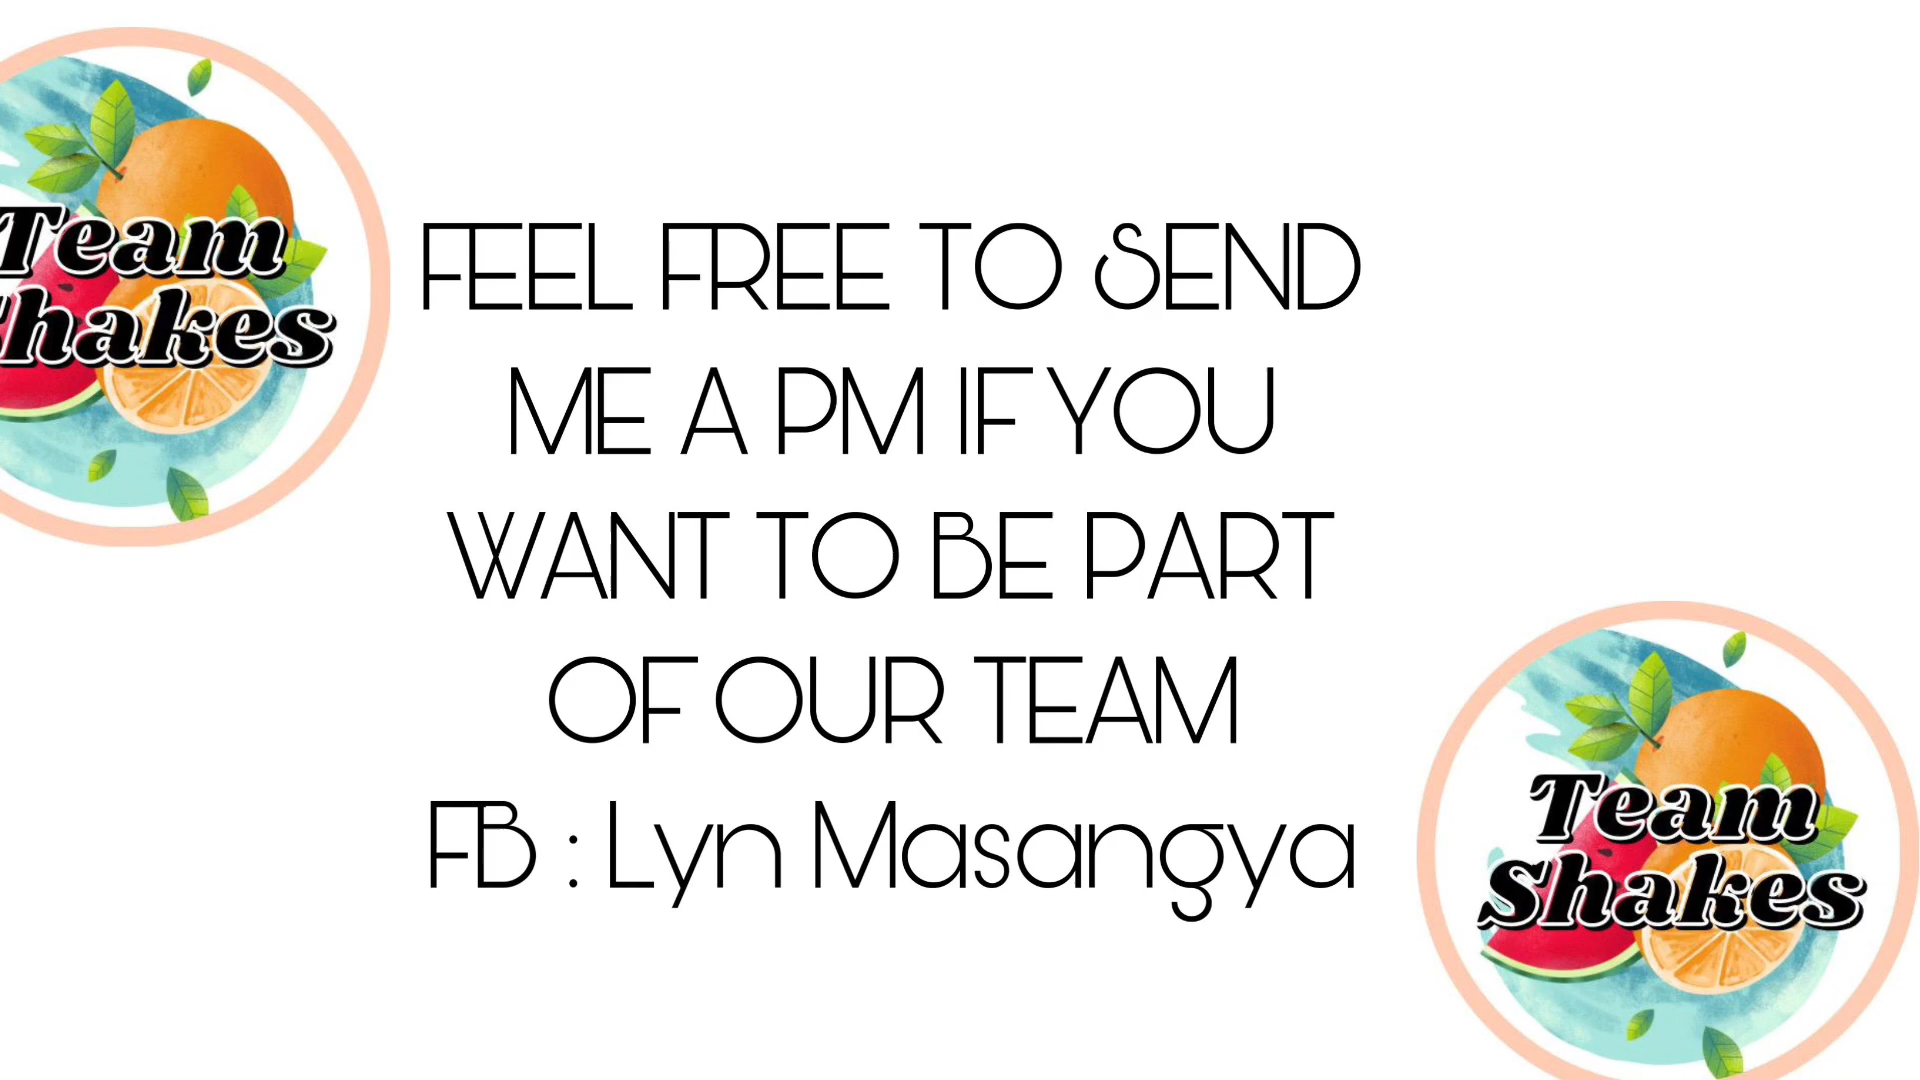 Team
Shakes
FEEL FREE TO SEND
ME A PM IF YOU
WANT TO BE PART
OF OUR TEAM
FB : Lyn Masangya
Team
Shakes